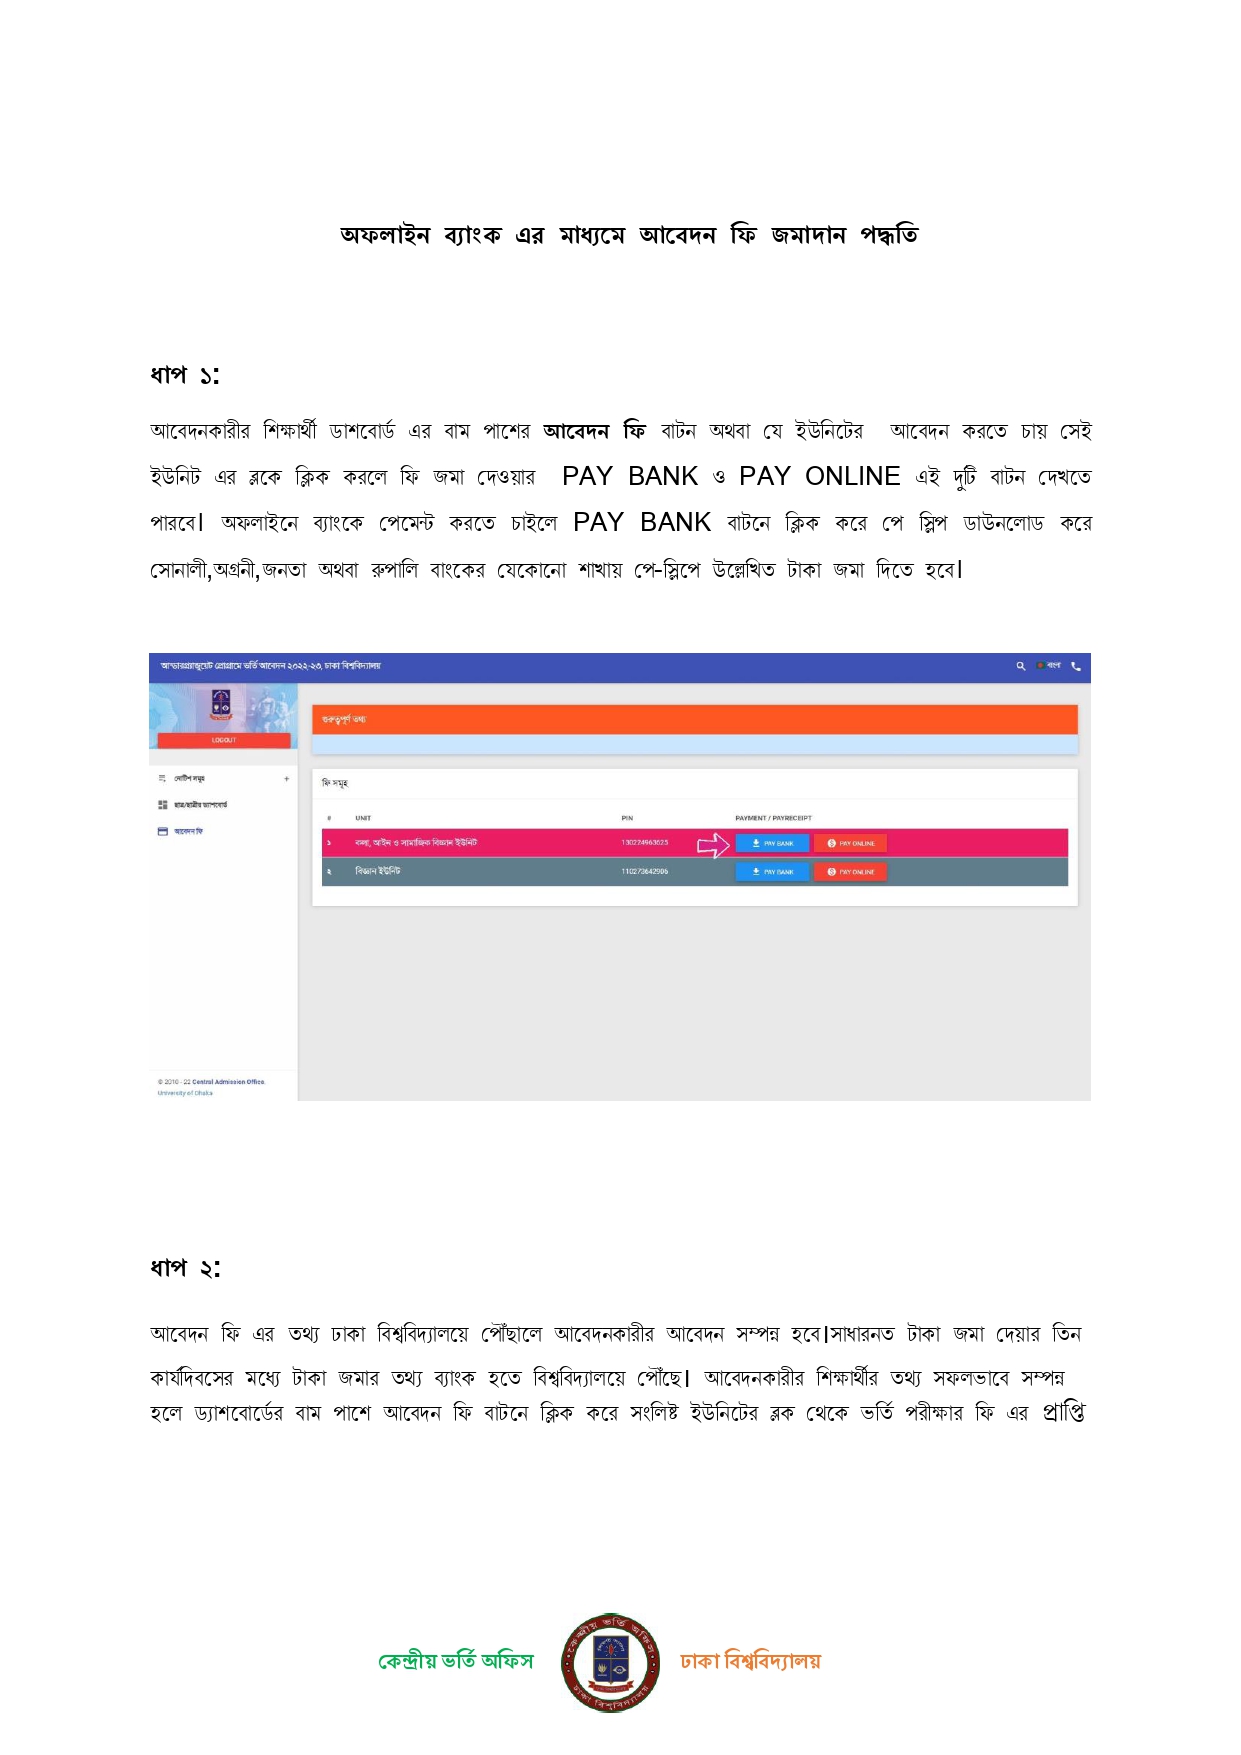 অফলাইন ব্যাংক এর মাধ্যমে আবেদন ফি জমাদান পদ্ধতি
ধাপ ১:
আবেদনকারীর শিক্ষার্থী ডাশবোর্ড এর বাম পাশের আবেদন ফি বাটন অথবা যে ইউনিটের আবেদন করতে চায় সেই
ইউনিট এর ব্লকে ক্লিক করলে ফি জমা দেওয়ার PAY BANK ও PAY ONLINE এই দুটি বাটন দেখতে
পারবে। অফলাইনে ব্যাংকে পেমেন্ট করতে চাইলে PAY BANK বাটনে ক্লিক করে পে স্লিপ ডাউনলোড করে
সোনালী,অগ্রনী,জনতা অথবা রুপালি বাংকের যেকোনো শাখায় পে-স্লিপে উল্লেখিত টাকা জমা দিতে হবে।
আন্ডারগ্র্যাজুয়েট প্রোগ্রামে ভর্তি আবেদন ২০২২-২৩, ঢাকা বিশ্ববিদ্যালয়
বাংলা
LOGOUT
গুরুত্বপূর্ণ তথ্য
নোটিশ সমূহ +
ছাত্র/ছাত্রীর ড্যাশবোর্ড
আবেদন ফি
ফি সমূহ
# UNIT PIN PAYMENT / PAYRECEIPT
১ কলা, আইন ও সামাজিক বিজ্ঞান ইউনিট 130224963625 PAY BANK PAY ONLINE
২ বিজ্ঞান ইউনিট 110273642906 PAY BANK PAY ONLINE
© 2010 - 22 Central Admission Office.
University of Dhaka
ধাপ ২:
আবেদন ফি এর তথ্য ঢাকা বিশ্ববিদ্যালয়ে পৌঁছালে আবেদনকারীর আবেদন সম্পন্ন হবে।সাধারনত টাকা জমা দেয়ার তিন
কার্যদিবসের মধ্যে টাকা জমার তথ্য ব্যাংক হতে বিশ্ববিদ্যালয়ে পৌঁছে। আবেদনকারীর শিক্ষার্থীর তথ্য সফলভাবে সম্পন্ন
হলে ড্যাশবোর্ডের বাম পাশে আবেদন ফি বাটনে ক্লিক করে সংলিষ্ট ইউনিটের ব্লক থেকে ভর্তি পরীক্ষার ফি এর প্রাপ্তি
কেন্দ্রীয় ভর্তি অফিস
কেন্দ্রীয় ভর্তি অফিস
ঢাকা বিশ্ববিদ্যালয়
ঢাকা বিশ্ববিদ্যালয়